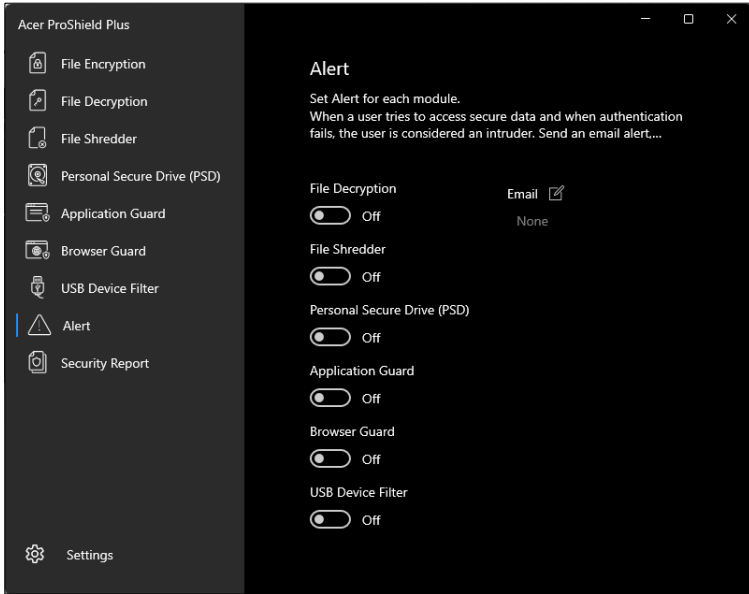 Acer ProShield Plus
File Encryption
File Decryption
File Shredder
Personal Secure Drive (PSD)
Application Guard
Browser Guard
USB Device Filter
Alert
Security Report
Settings
Alert
Set Alert for each module.
When a user tries to access secure data and when authentication
fails, the user is considered an intruder. Send an email alert,...
File Decryption
Off
Email
None
File Shredder
Off
Personal Secure Drive (PSD)
Off
Application Guard
Off
Browser Guard
Off
USB Device Filter
Off